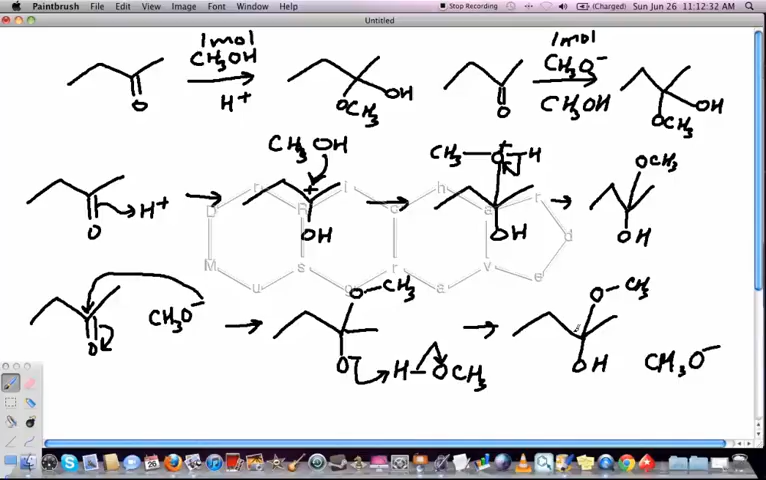 Paintbrush File Edit View Image Font Window Help Stop Recording (Charged) Sun Jun 26 11:12:32 AM
Untitled
1mol
CH3OH
H+
O
OCH3
OH
1mol
CH3O-
CH3OH
O
OCH3
OH
O
H+
CH3OH
+
OH
CH3 O H
+
OH
OCH3
OH
O
CH3O-
O CH3
O-
H OCH3
O CH3
OH
CH3O-
D r R i c h a r d
M u s g r a v e